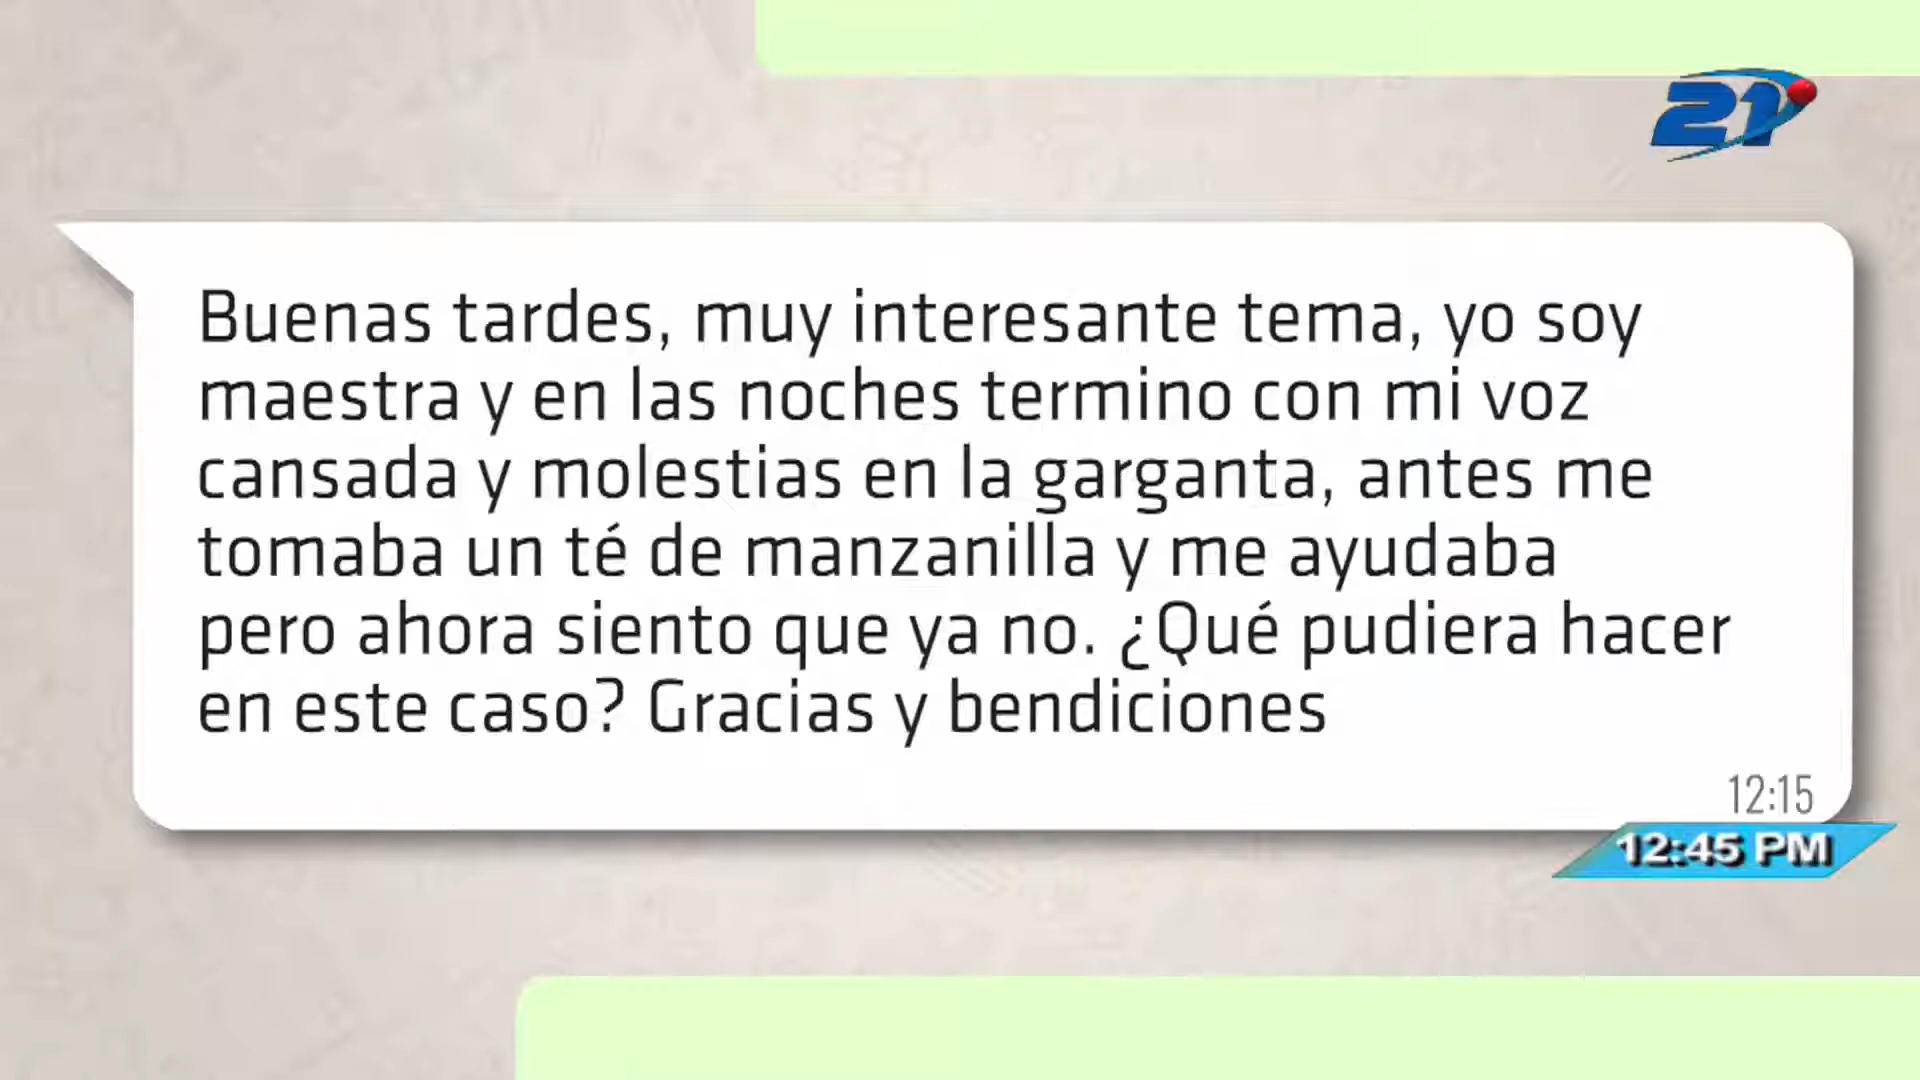 21
Buenas tardes, muy interesante tema, yo soy
maestra y en las noches termino con mi voz
cansada y molestias en la garganta, antes me
tomaba un té de manzanilla y me ayudaba
pero ahora siento que ya no. ¿Qué pudiera hacer
en este caso? Gracias y bendiciones
12:15
12:45 PM